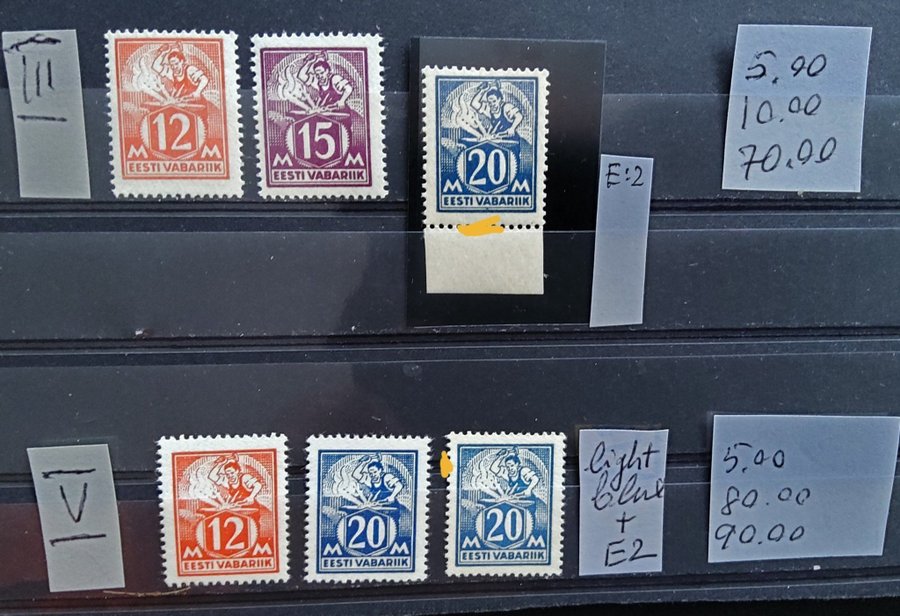 III
12
M M
EESTI VABARIIK
15
M M
EESTI VABARIIK
20
M M
EESTI VABARIIK
E:2
5.00
10.00
70.00
V
12
M M
EESTI VABARIIK
20
M M
EESTI VABARIIK
20
M M
EESTI VABARIIK
light
blue
+
E2
5.00
80.00
90.00